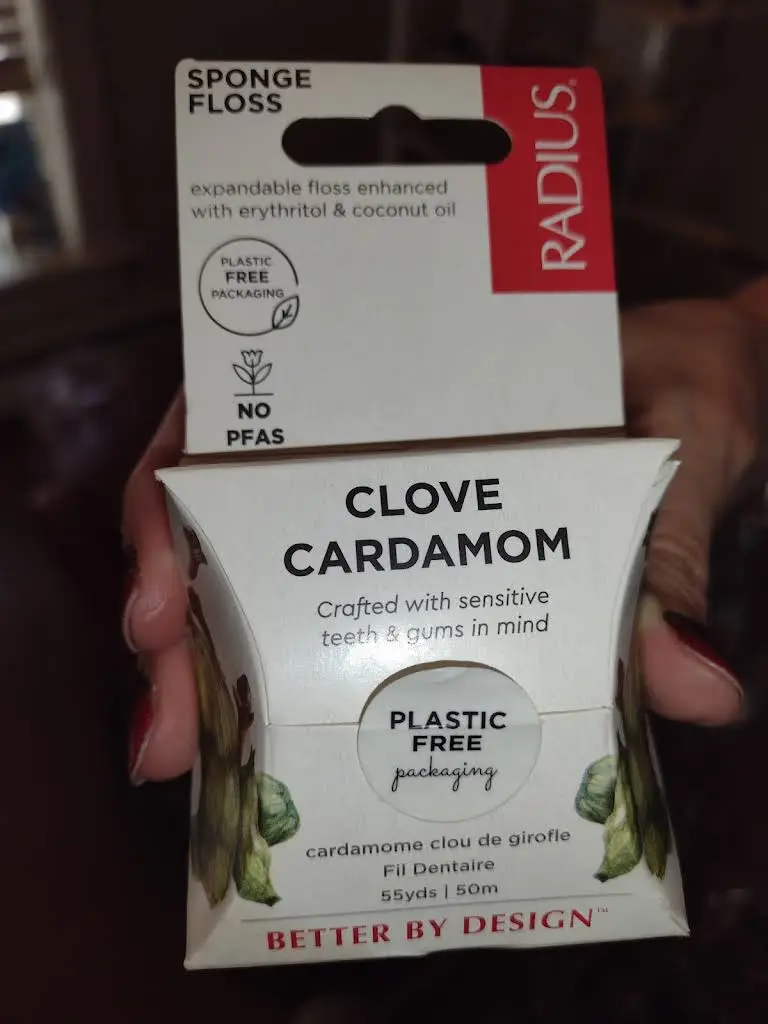 SPONGE
FLOSS
RADIUS®
expandable floss enhanced
with erythritol & coconut oil
PLASTIC
FREE
PACKAGING
NO
PFAS
CLOVE
CARDAMOM
Crafted with sensitive
teeth & gums in mind
PLASTIC
FREE
packaging
cardamome clou de girofle
Fil Dentaire
55yds | 50m
BETTER BY DESIGN™